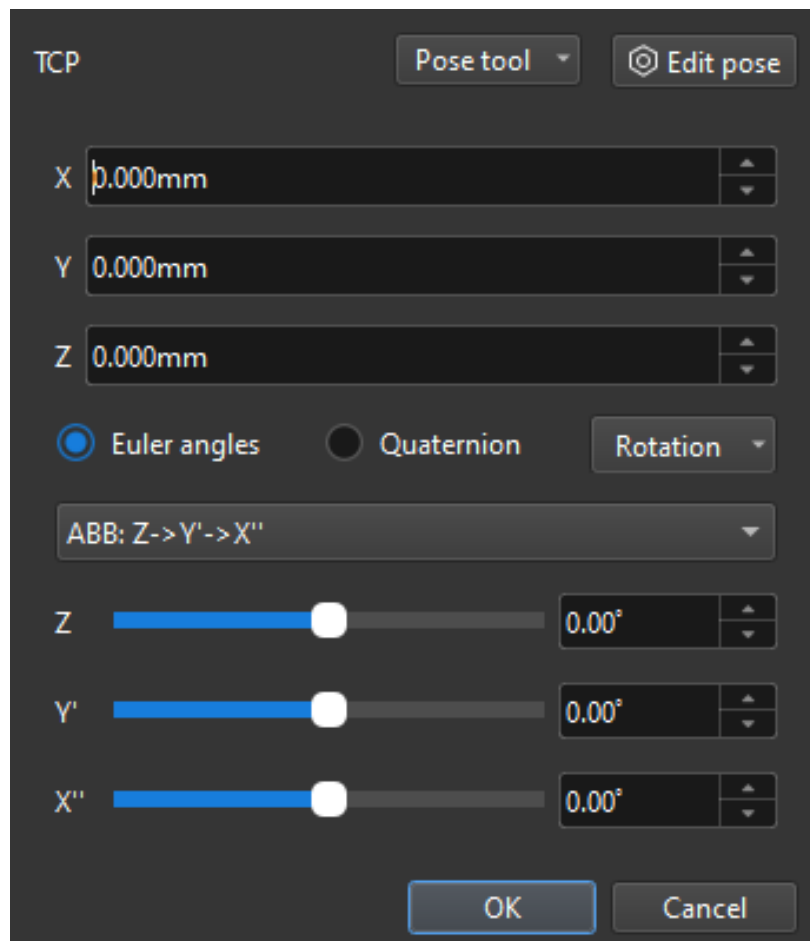 TCP Pose tool Edit pose
X 0.000mm
Y 0.000mm
Z 0.000mm
Euler angles Quaternion Rotation
ABB: Z->Y'->X''
Z 0.00°
Y' 0.00°
X'' 0.00°
OK Cancel